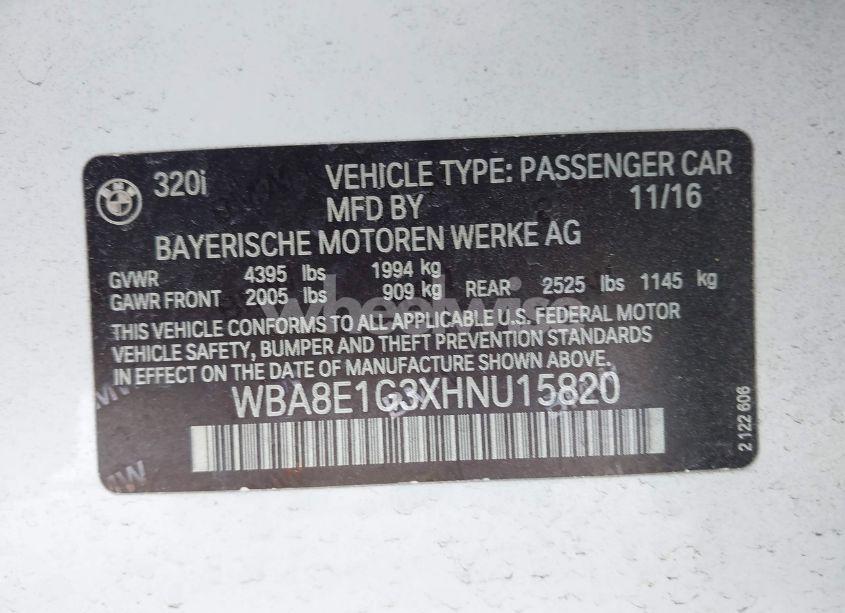 BMW 320i VEHICLE TYPE: PASSENGER CAR
MFD BY 11/16
BAYERISCHE MOTOREN WERKE AG
GVWR 4395 lbs 1994 kg
GAWR FRONT 2005 lbs 909 kg REAR 2525 lbs 1145 kg
THIS VEHICLE CONFORMS TO ALL APPLICABLE U.S. FEDERAL MOTOR
VEHICLE SAFETY, BUMPER AND THEFT PREVENTION STANDARDS
IN EFFECT ON THE DATE OF MANUFACTURE SHOWN ABOVE.
WBA8E1G3XHNU15820
2 122 606
wheelwise
BMW